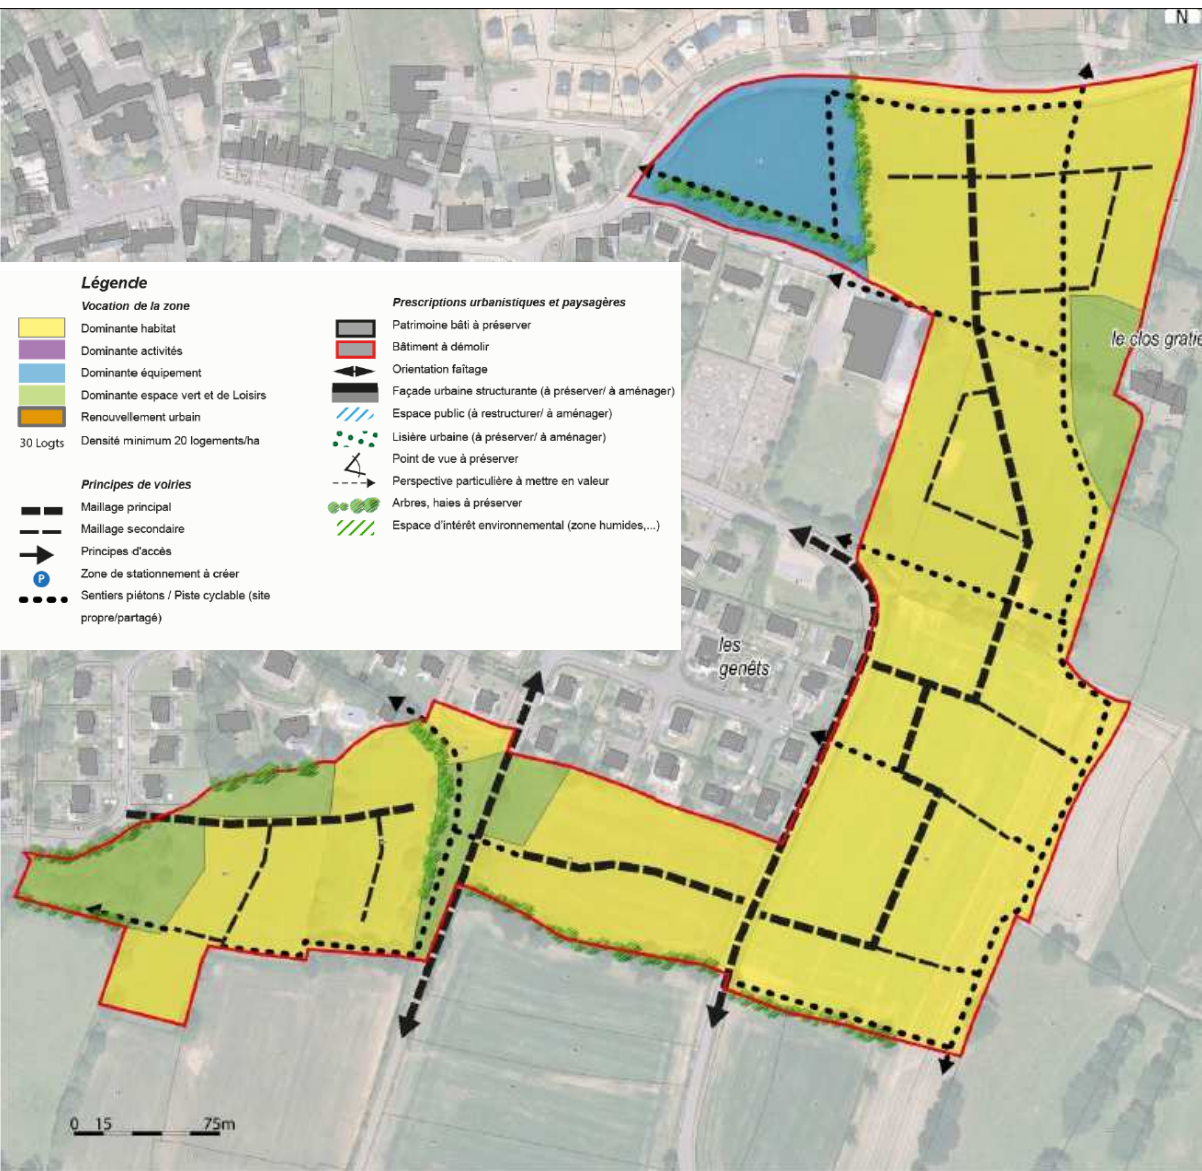 N
Légende
Vocation de la zone
Dominante habitat
Dominante activités
Dominante équipement
Dominante espace vert et de Loisirs
Renouvellement urbain
30 Logts Densité minimum 20 logements/ha
Principes de voiries
Maillage principal
Maillage secondaire
Principes d'accès
P Zone de stationnement à créer
Sentiers piétons / Piste cyclable (site
propre/partagé)
Prescriptions urbanistiques et paysagères
Patrimoine bâti à préserver
Bâtiment à démolir
Orientation faîtage
Façade urbaine structurante (à préserver/ à aménager)
Espace public (à restructurer/ à aménager)
Lisière urbaine (à préserver/ à aménager)
Point de vue à préserver
Perspective particulière à mettre en valeur
Arbres, haies à préserver
Espace d'intérêt environnemental (zone humides,...)
le clos gratie
les
genêts
0 15 75m